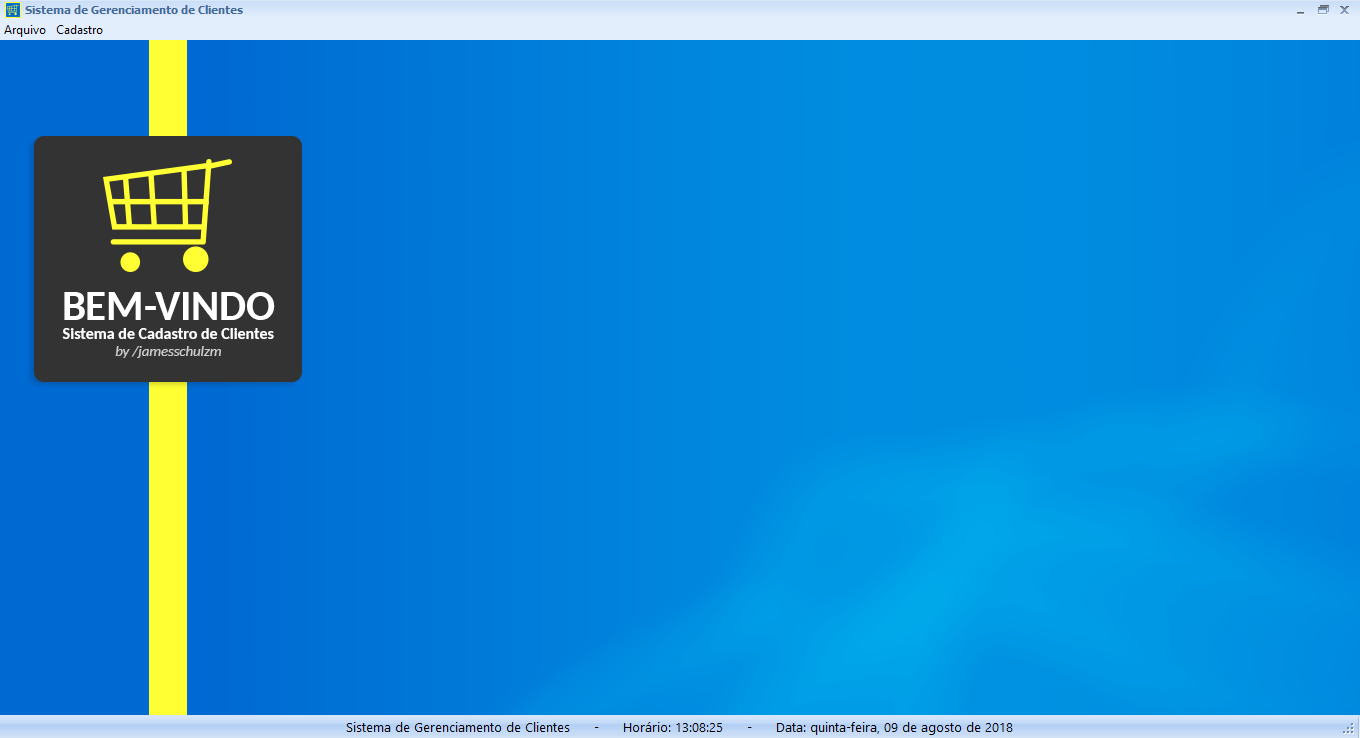 Sistema de Gerenciamento de Clientes
Arquivo Cadastro
BEM-VINDO
Sistema de Cadastro de Clientes
by /jamesschulzm
Sistema de Gerenciamento de Clientes - Horário: 13:08:25 - Data: quinta-feira, 09 de agosto de 2018